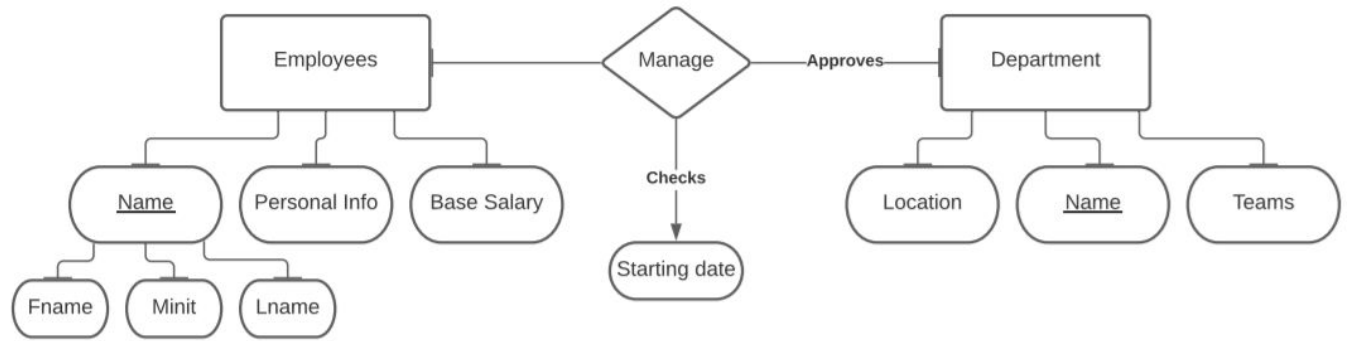 Employees
Manage
Approves
Department
Checks
Name
Personal Info
Base Salary
Location
Name
Teams
Starting date
Fname
Minit
Lname